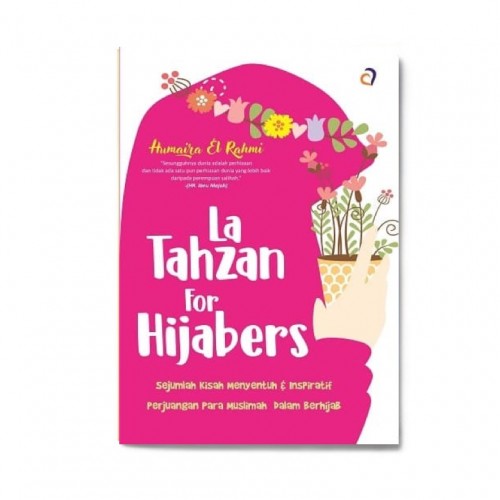 Humaira El Rahmi
"Sesungguhnya dunia adalah perhiasan
dan tidak ada satu pun perhiasan dunia yang lebih baik
daripada perempuan salihah."
(HR. Ibnu Majah)
La
Tahzan
For
Hijabers
Sejumlah Kisah Menyentuh & Inspiratif
Perjuangan Para Muslimah Dalam Berhijab